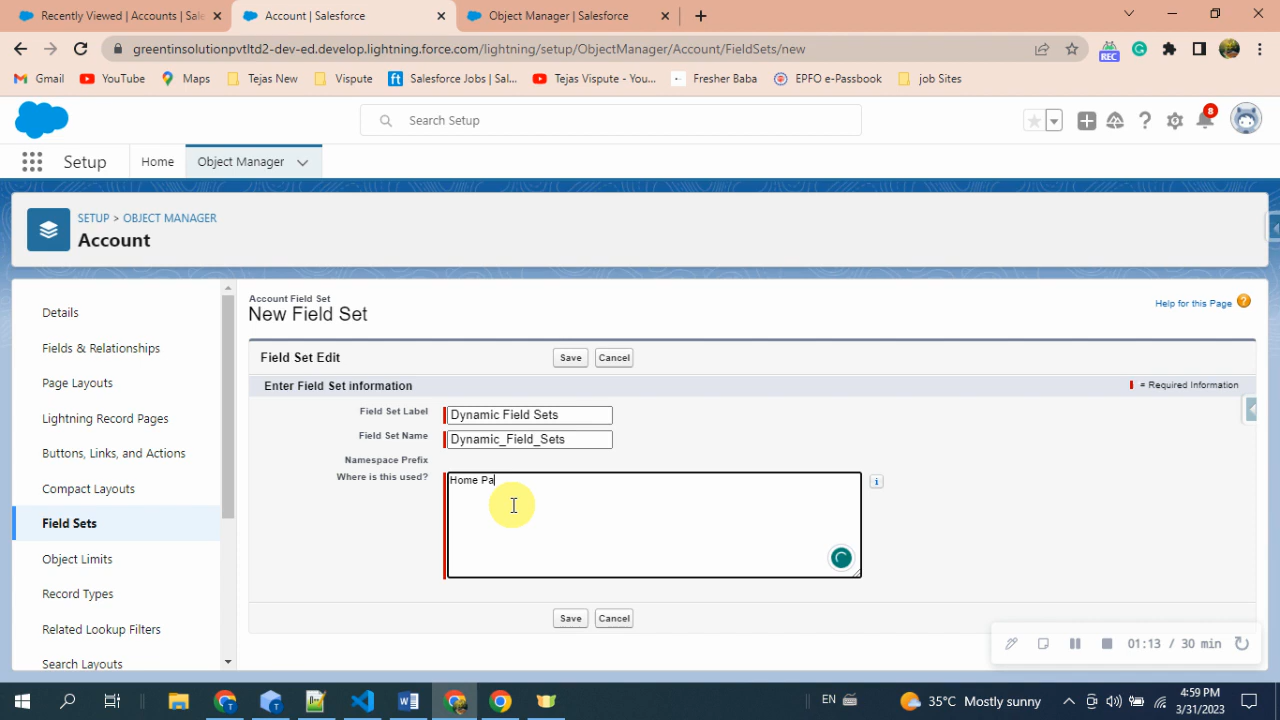 Recently Viewed | Accounts | Sale
Account | Salesforce
Object Manager | Salesforce
greentinsolutionpvtltd2-dev-ed.develop.lightning.force.com/lightning/setup/ObjectManager/Account/FieldSets/new
REC
Gmail
YouTube
Maps
Tejas New
Vispute
Salesforce Jobs | Sal...
Tejas Vispute - You...
Fresher Baba
EPFO e-Passbook
job Sites
Search Setup
8
Setup
Home
Object Manager
SETUP > OBJECT MANAGER
Account
Details
Fields & Relationships
Page Layouts
Lightning Record Pages
Buttons, Links, and Actions
Compact Layouts
Field Sets
Object Limits
Record Types
Related Lookup Filters
Search Layouts
Account Field Set
New Field Set
Help for this Page
Field Set Edit
Save
Cancel
Enter Field Set information
= Required Information
Field Set Label
Dynamic Field Sets
Field Set Name
Dynamic_Field_Sets
Namespace Prefix
Where is this used?
Home Pa
Save
Cancel
01:13 / 30 min
EN
35°C Mostly sunny
4:59 PM
3/31/2023